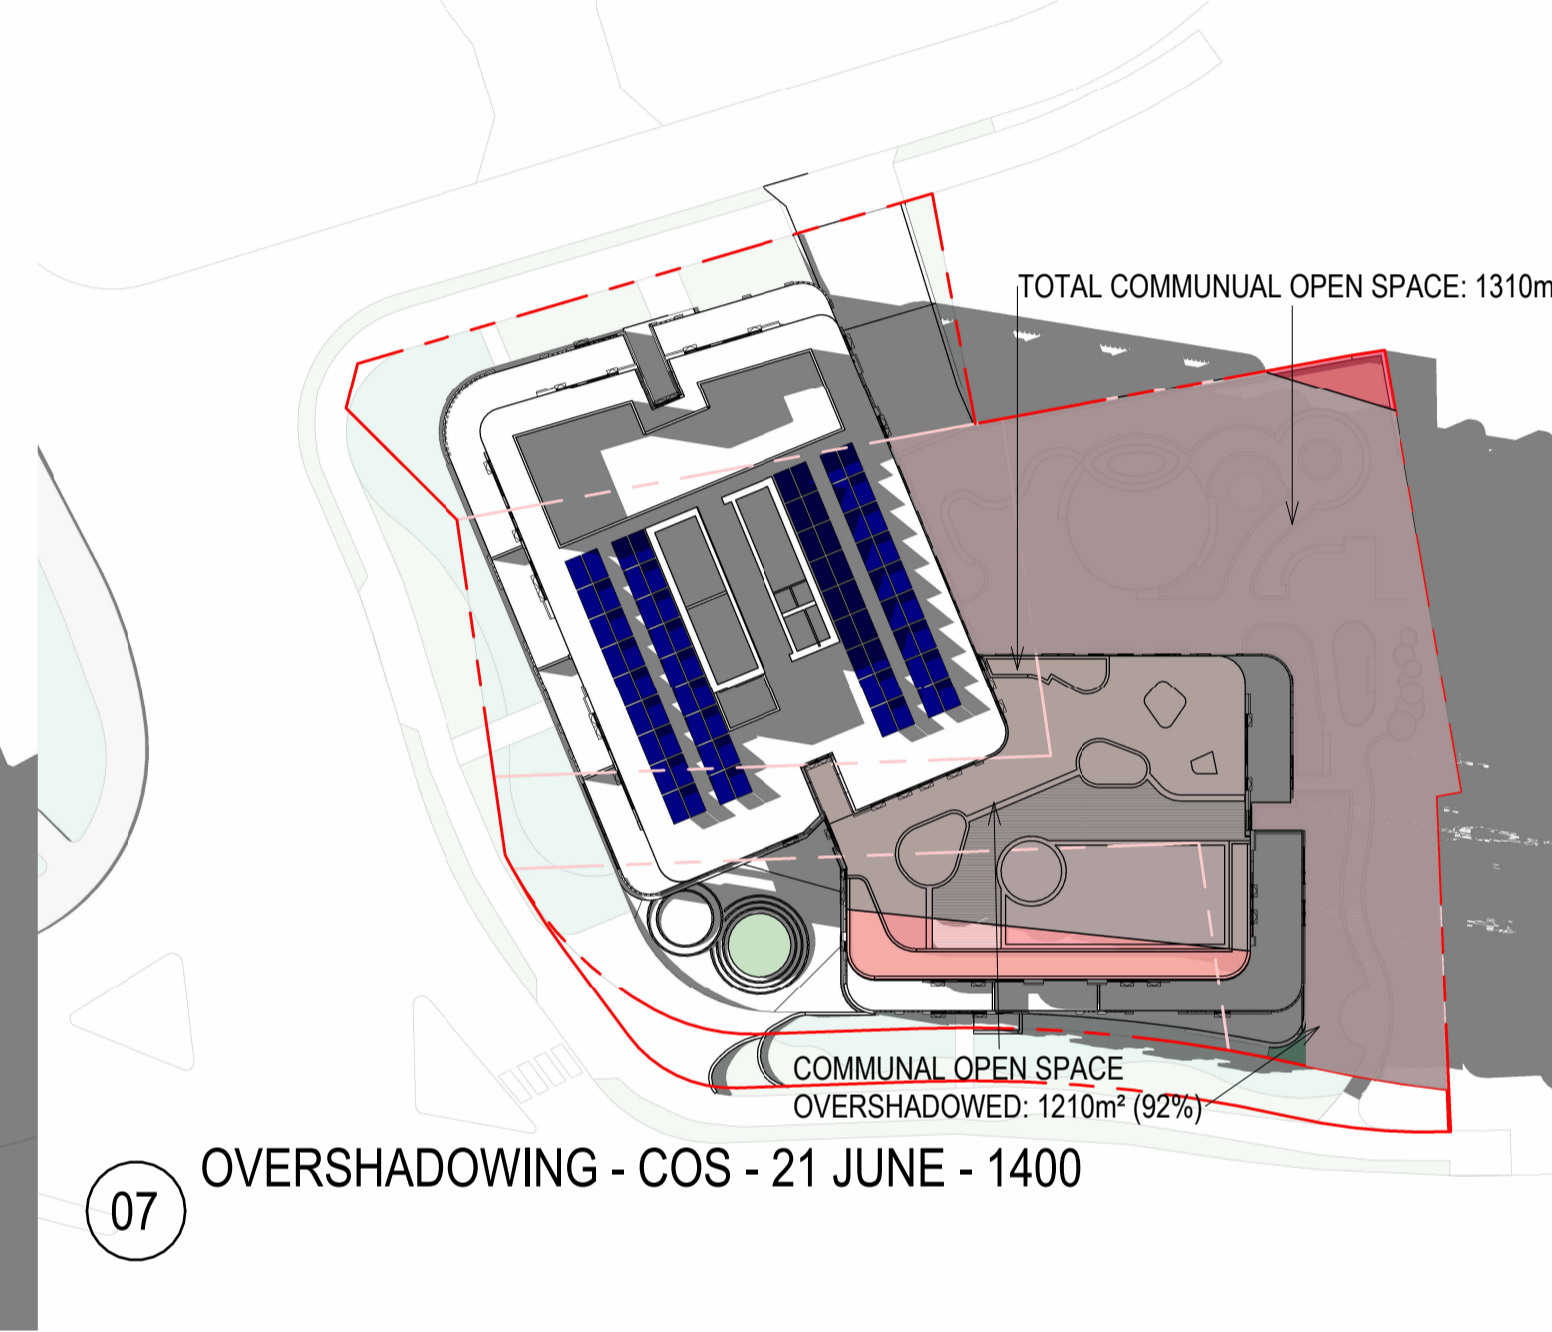 TOTAL COMMUNUAL OPEN SPACE: 1310m
COMMUNAL OPEN SPACE
OVERSHADOWED: 1210m² (92%)
OVERSHADOWING - COS - 21 JUNE - 1400
07